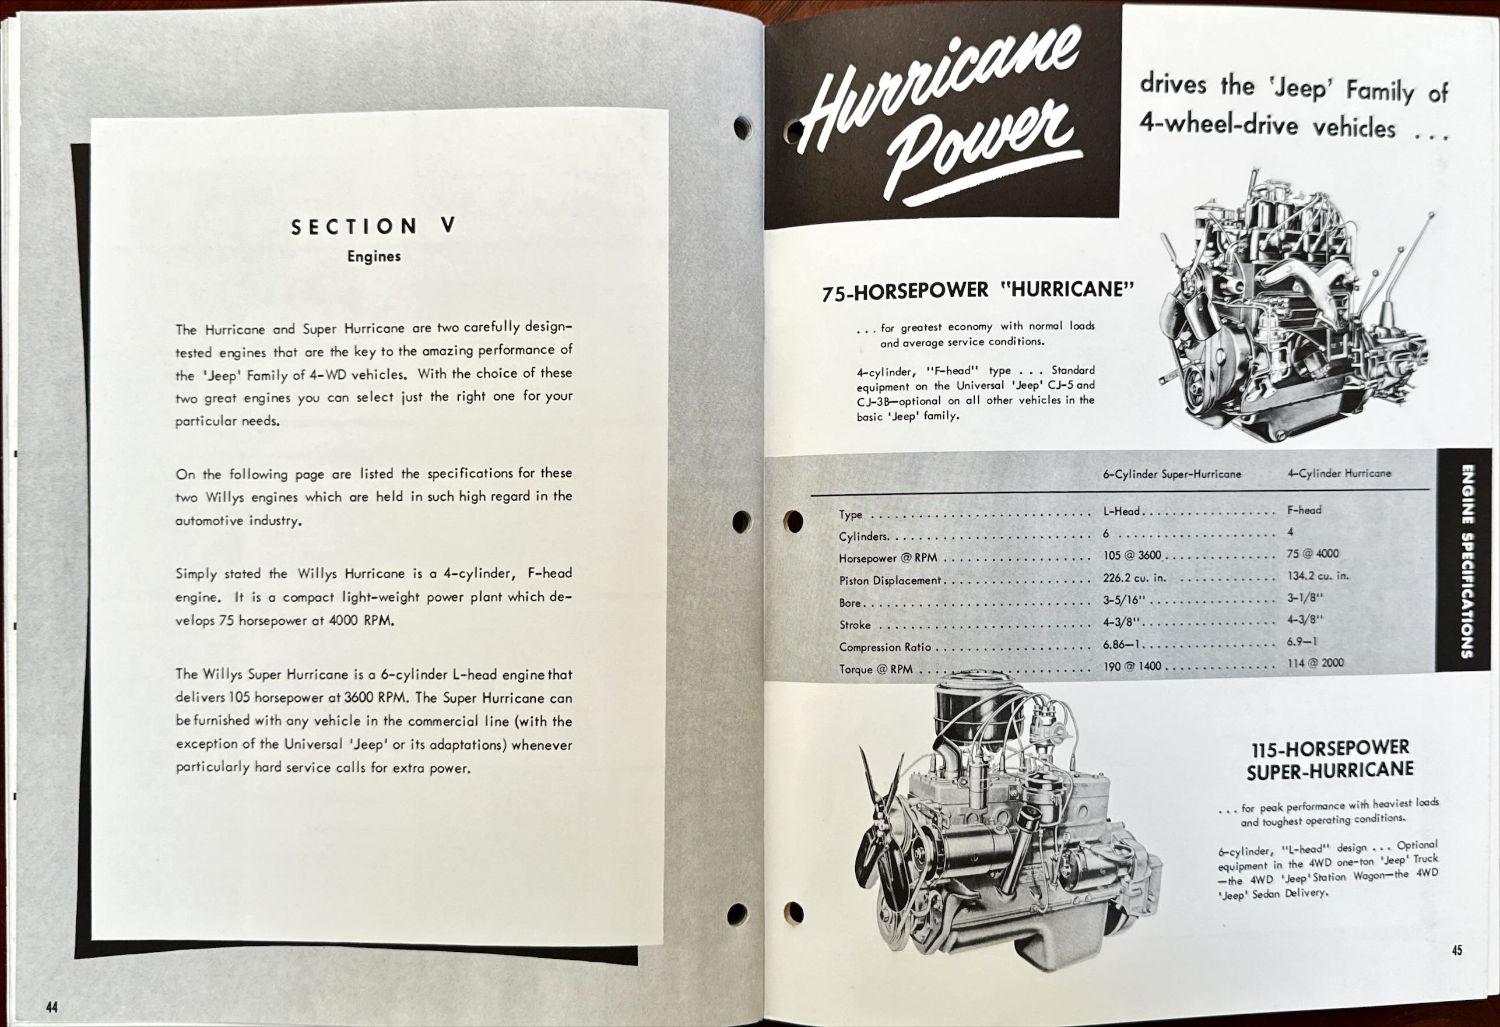 SECTION V
Engines
The Hurricane and Super Hurricane are two carefully design-
tested engines that are the key to the amazing performance of
the 'Jeep' Family of 4-WD vehicles. With the choice of these
two great engines you can select just the right one for your
particular needs.
On the following page are listed the specifications for these
two Willys engines which are held in such high regard in the
automotive industry.
Simply stated the Willys Hurricane is a 4-cylinder, F-head
engine. It is a compact light-weight power plant which de-
velops 75 horsepower at 4000 RPM.
The Willys Super Hurricane is a 6-cylinder L-head engine that
delivers 105 horsepower at 3600 RPM. The Super Hurricane can
be furnished with any vehicle in the commercial line (with the
exception of the Universal 'Jeep' or its adaptations) whenever
particularly hard service calls for extra power.
44
Hurricane
Power
drives the 'Jeep' Family of
4-wheel-drive vehicles ...
75-HORSEPOWER "HURRICANE"
... for greatest economy with normal loads
and average service conditions.
4-cylinder, "F-head" type ... Standard
equipment on the Universal 'Jeep' CJ-5 and
CJ-3B—optional on all other vehicles in the
basic 'Jeep' family.
6-Cylinder Super-Hurricane 4-Cylinder Hurricane
Type L-Head F-head
Cylinders 6 4
Horsepower @ RPM 105 @ 3600 75 @ 4000
Piston Displacement 226.2 cu. in. 134.2 cu. in.
Bore 3-5/16" 3-1/8"
Stroke 4-3/8" 4-3/8"
Compression Ratio 6.86—1 6.9—1
Torque @ RPM 190 @ 1400 114 @ 2000
ENGINE SPECIFICATIONS
115-HORSEPOWER
SUPER-HURRICANE
... for peak performance with heaviest loads
and toughest operating conditions.
6-cylinder, "L-head" design ... Optional
equipment in the 4WD one-ton 'Jeep' Truck
—the 4WD 'Jeep' Station Wagon—the 4WD
'Jeep' Sedan Delivery.
45